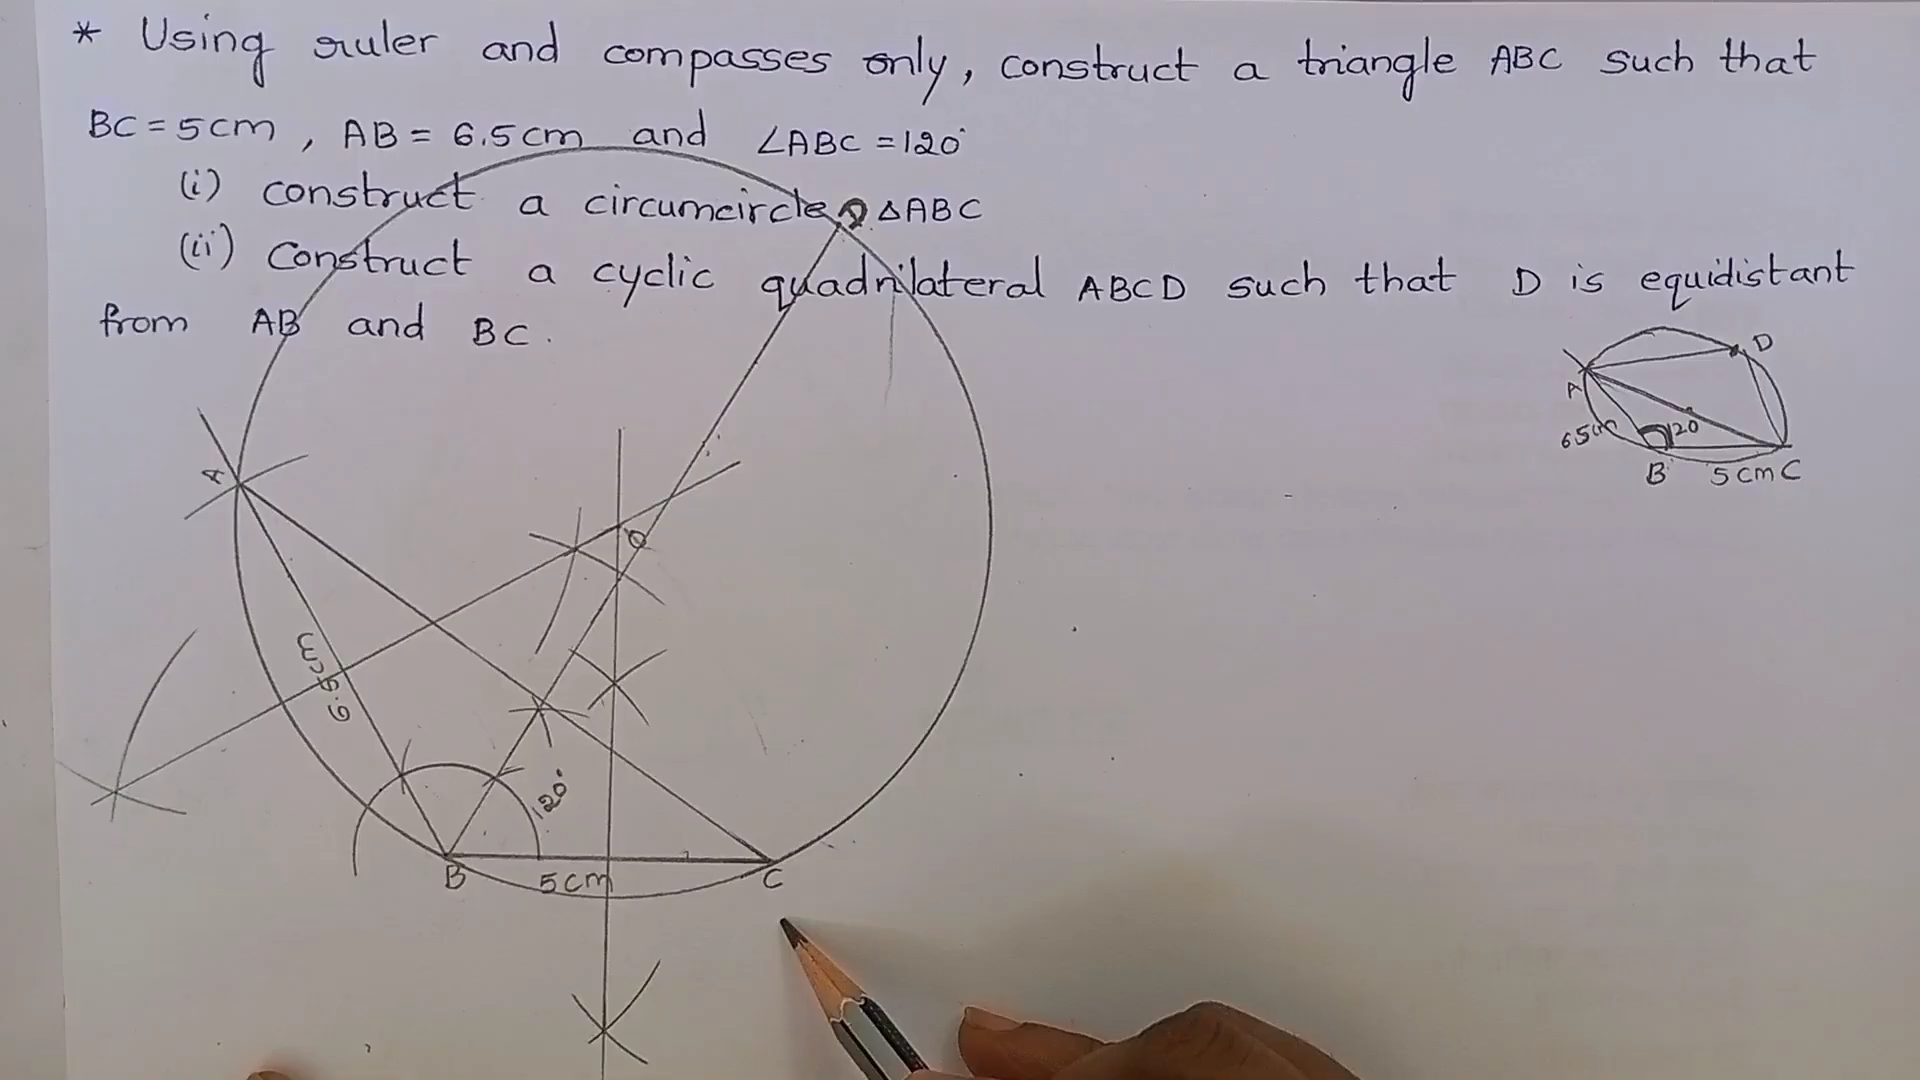 * Using ruler and compasses only, construct a triangle ABC such that
BC = 5cm, AB = 6.5cm and ∠ABC = 120°
(i) construct a circumcircle △ABC
(ii) Construct a cyclic quadrilateral ABCD such that D is equidistant
from AB and BC.
D
A
6.5cm
120
B 5cm C
D
A
O
6.5cm
120°
B 5cm C